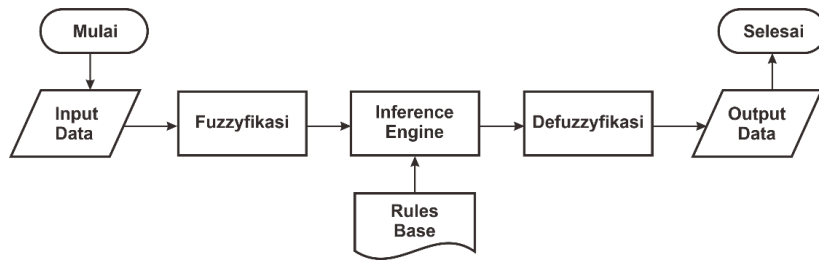 Mulai
Selesai
Input
Data
Fuzzyfikasi
Inference
Engine
Defuzzyfikasi
Output
Data
Rules
Base